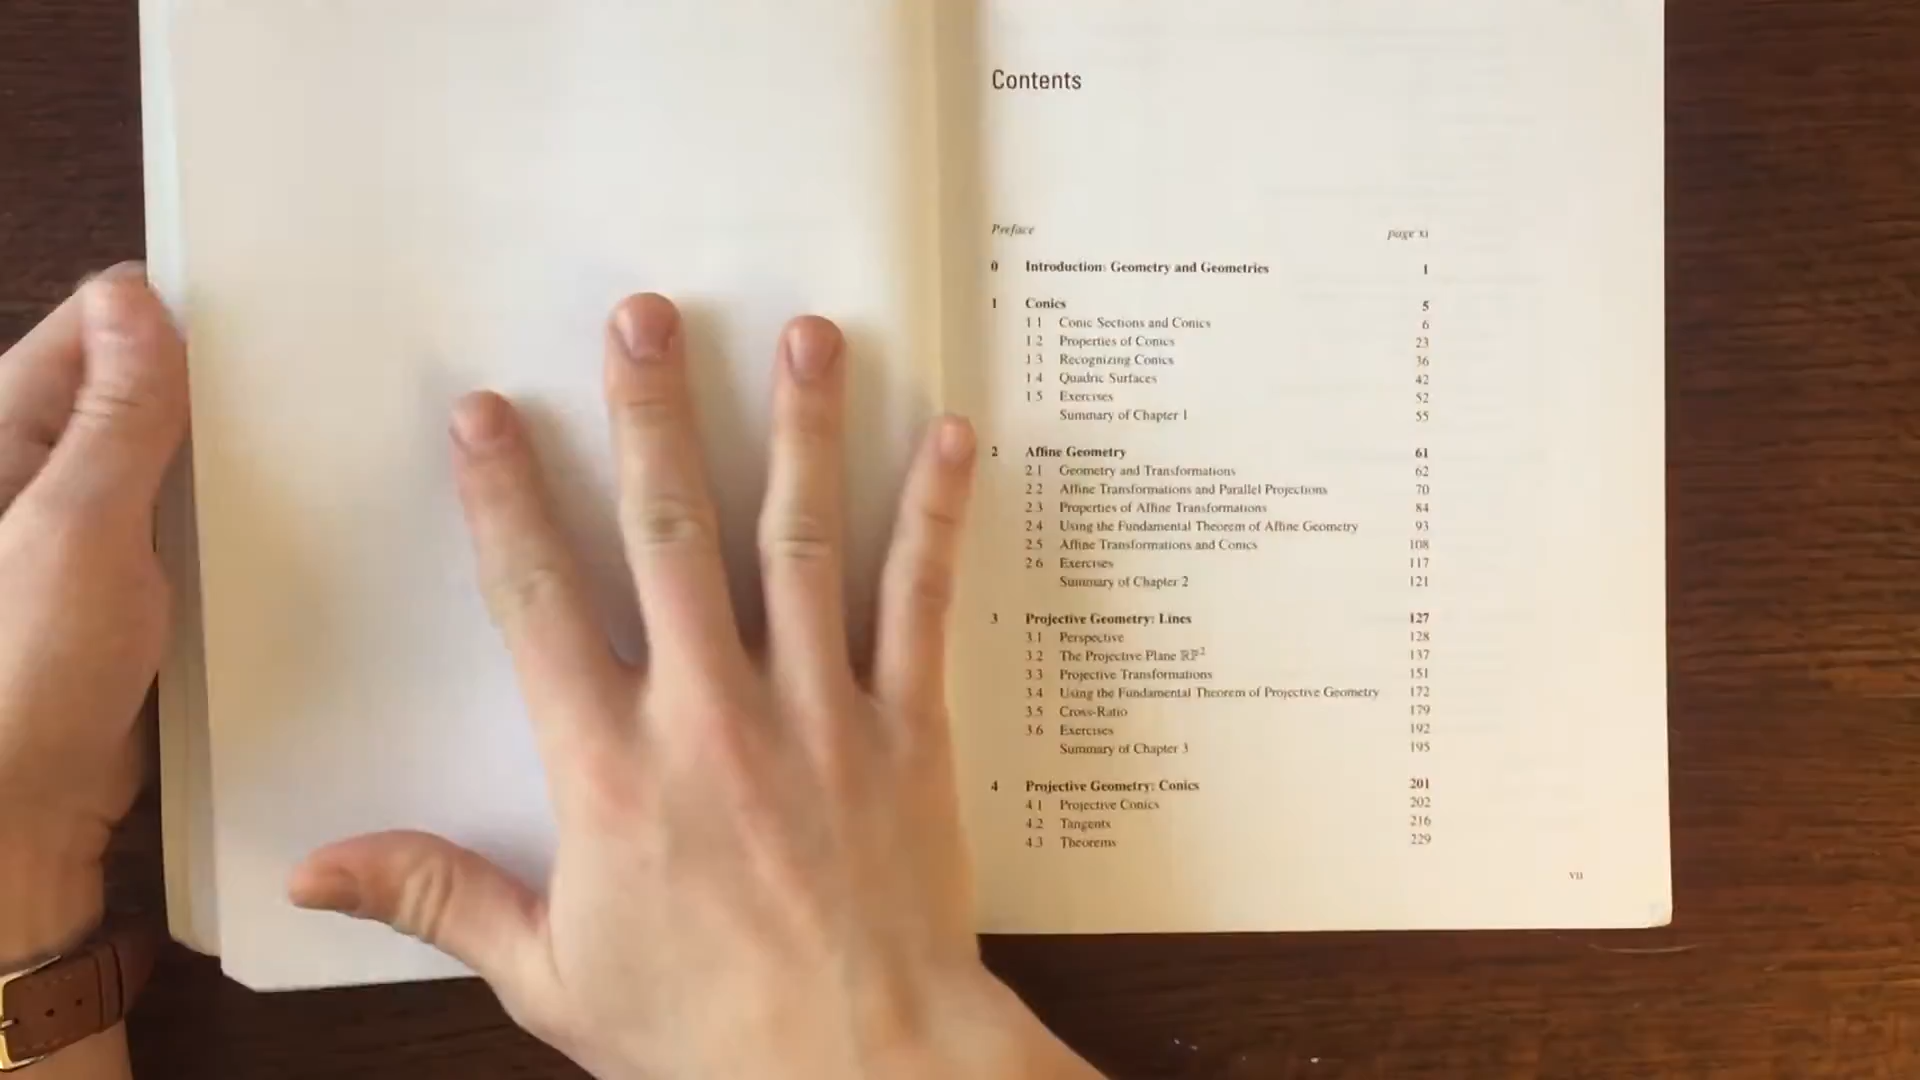 Contents
Preface page xi
0 Introduction: Geometry and Geometries 1
1 Conics 5
1.1 Conic Sections and Conics 6
1.2 Properties of Conics 23
1.3 Recognizing Conics 36
1.4 Quadric Surfaces 42
1.5 Exercises 52
Summary of Chapter 1 55
2 Affine Geometry 61
2.1 Geometry and Transformations 62
2.2 Affine Transformations and Parallel Projections 70
2.3 Properties of Affine Transformations 84
2.4 Using the Fundamental Theorem of Affine Geometry 93
2.5 Affine Transformations and Conics 108
2.6 Exercises 117
Summary of Chapter 2 121
3 Projective Geometry: Lines 127
3.1 Perspective 128
3.2 The Projective Plane ℝℙ² 137
3.3 Projective Transformations 151
3.4 Using the Fundamental Theorem of Projective Geometry 172
3.5 Cross-Ratio 179
3.6 Exercises 192
Summary of Chapter 3 195
4 Projective Geometry: Conics 201
4.1 Projective Conics 202
4.2 Tangents 216
4.3 Theorems 229
vii